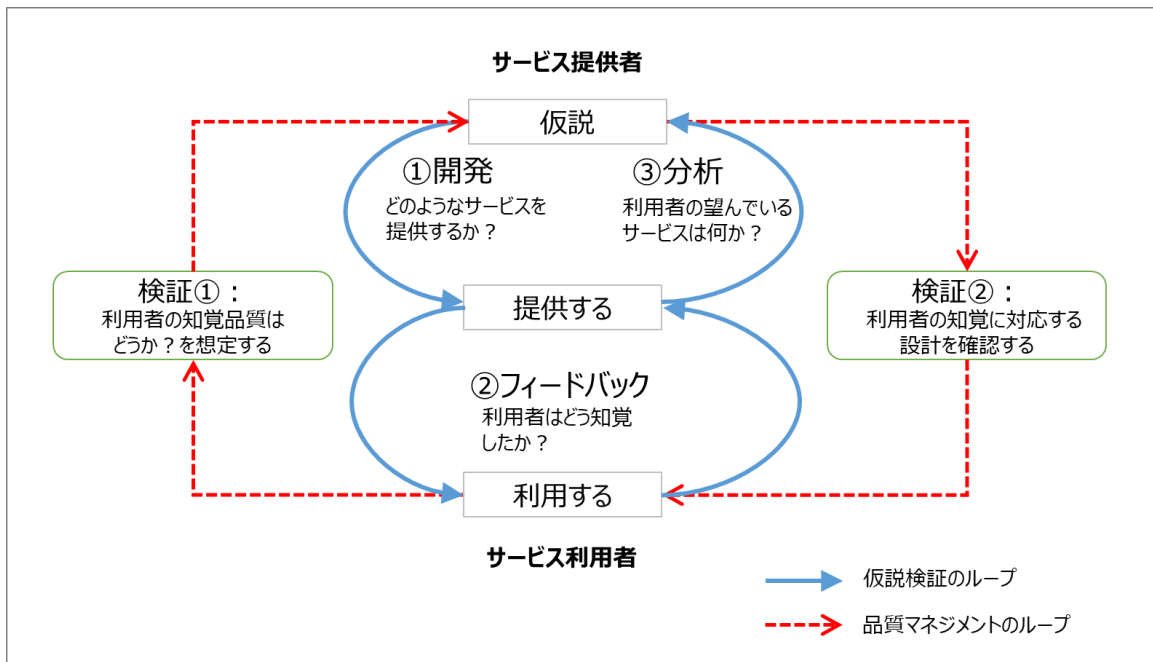 サービス提供者
仮説
①開発
どのようなサービスを
提供するか？
③分析
利用者の望んでいる
サービスは何か？
検証①：
利用者の知覚品質は
どうか？を想定する
提供する
検証②：
利用者の知覚に対応する
設計を確認する
②フィードバック
利用者はどう知覚
したか？
利用する
サービス利用者
仮説検証のループ
品質マネジメントのループ